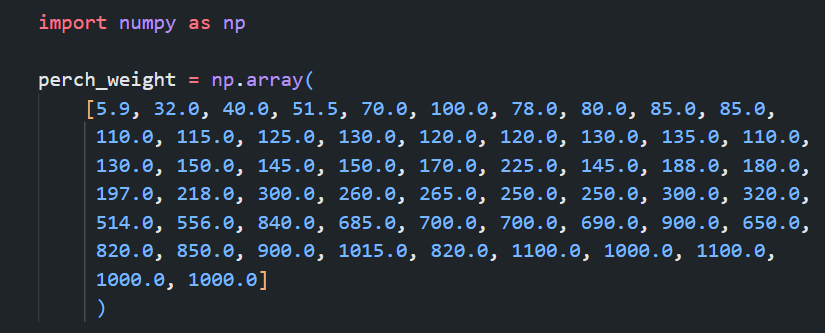 import numpy as np
perch_weight = np.array(
[5.9, 32.0, 40.0, 51.5, 70.0, 100.0, 78.0, 80.0, 85.0, 85.0,
110.0, 115.0, 125.0, 130.0, 120.0, 120.0, 130.0, 135.0, 110.0,
130.0, 150.0, 145.0, 150.0, 170.0, 225.0, 145.0, 188.0, 180.0,
197.0, 218.0, 300.0, 260.0, 265.0, 250.0, 250.0, 300.0, 320.0,
514.0, 556.0, 840.0, 685.0, 700.0, 700.0, 690.0, 900.0, 650.0,
820.0, 850.0, 900.0, 1015.0, 820.0, 1100.0, 1000.0, 1100.0,
1000.0, 1000.0]
)